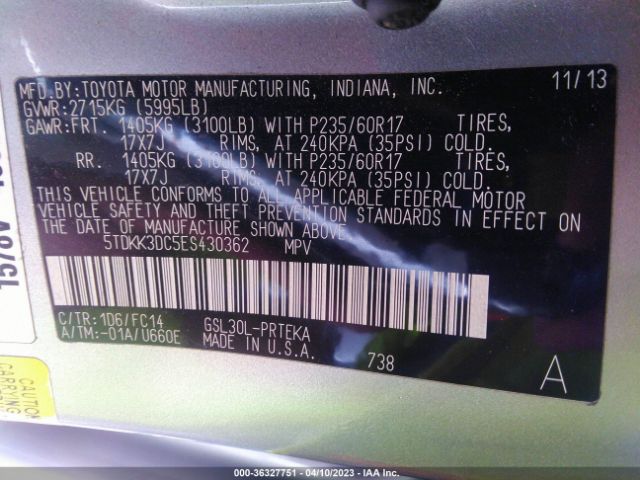 MFD.BY:TOYOTA MOTOR MANUFACTURING, INDIANA, INC. 11/13
GVWR:2715KG (5995LB)
GAWR:FRT. 1405KG (3100LB) WITH P235/60R17 TIRES,
17X7J RIMS, AT 240KPA (35PSI) COLD.
RR. 1405KG (3100LB) WITH P235/60R17 TIRES,
17X7J RIMS, AT 240KPA (35PSI) COLD.
THIS VEHICLE CONFORMS TO ALL APPLICABLE FEDERAL MOTOR
VEHICLE SAFETY AND THEFT PREVENTION STANDARDS IN EFFECT ON
THE DATE OF MANUFACTURE SHOWN ABOVE.
5TDKK3DC5ES430362 MPV
C/TR:1D6/FC14 GSL30L-PRTEKA
A/TM:-01A/U660E MADE IN U.S.A. 738 A
CAUTION
CARRYING
000-36327751 - 04/10/2023 - IAA Inc.